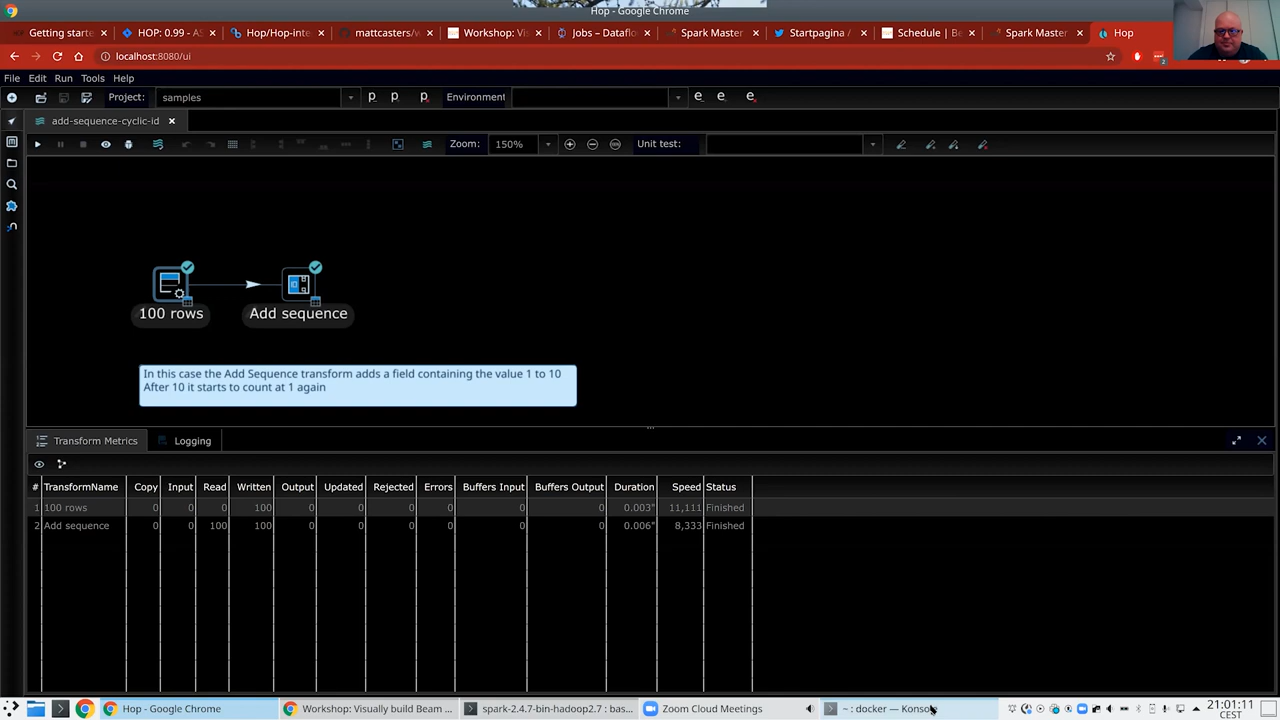 Hop - Google Chrome
Getting starte
HOP: 0.99 - AS
Hop/Hop-inte
mattcasters/w
Workshop: Vis
Jobs – Dataflo
Spark Master
Startpagina /
Schedule | Be
Spark Master
Hop
localhost:8080/ui
File Edit Run Tools Help
Project: samples Environment
add-sequence-cyclic-id
Zoom: 150% Unit test:
100 rows Add sequence
In this case the Add Sequence transform adds a field containing the value 1 to 10
After 10 it starts to count at 1 again
Transform Metrics Logging
# TransformName Copy Input Read Written Output Updated Rejected Errors Buffers Input Buffers Output Duration Speed Status
1 100 rows 0 0 0 100 0 0 0 0 0 0 0.003" 11,111 Finished
2 Add sequence 0 0 100 100 0 0 0 0 0 0 0.006" 8,333 Finished
Hop - Google Chrome
Workshop: Visually build Beam ...
spark-2.4.7-bin-hadoop2.7 : bas...
Zoom Cloud Meetings
~ : docker — Konsole
21:01:11
CEST